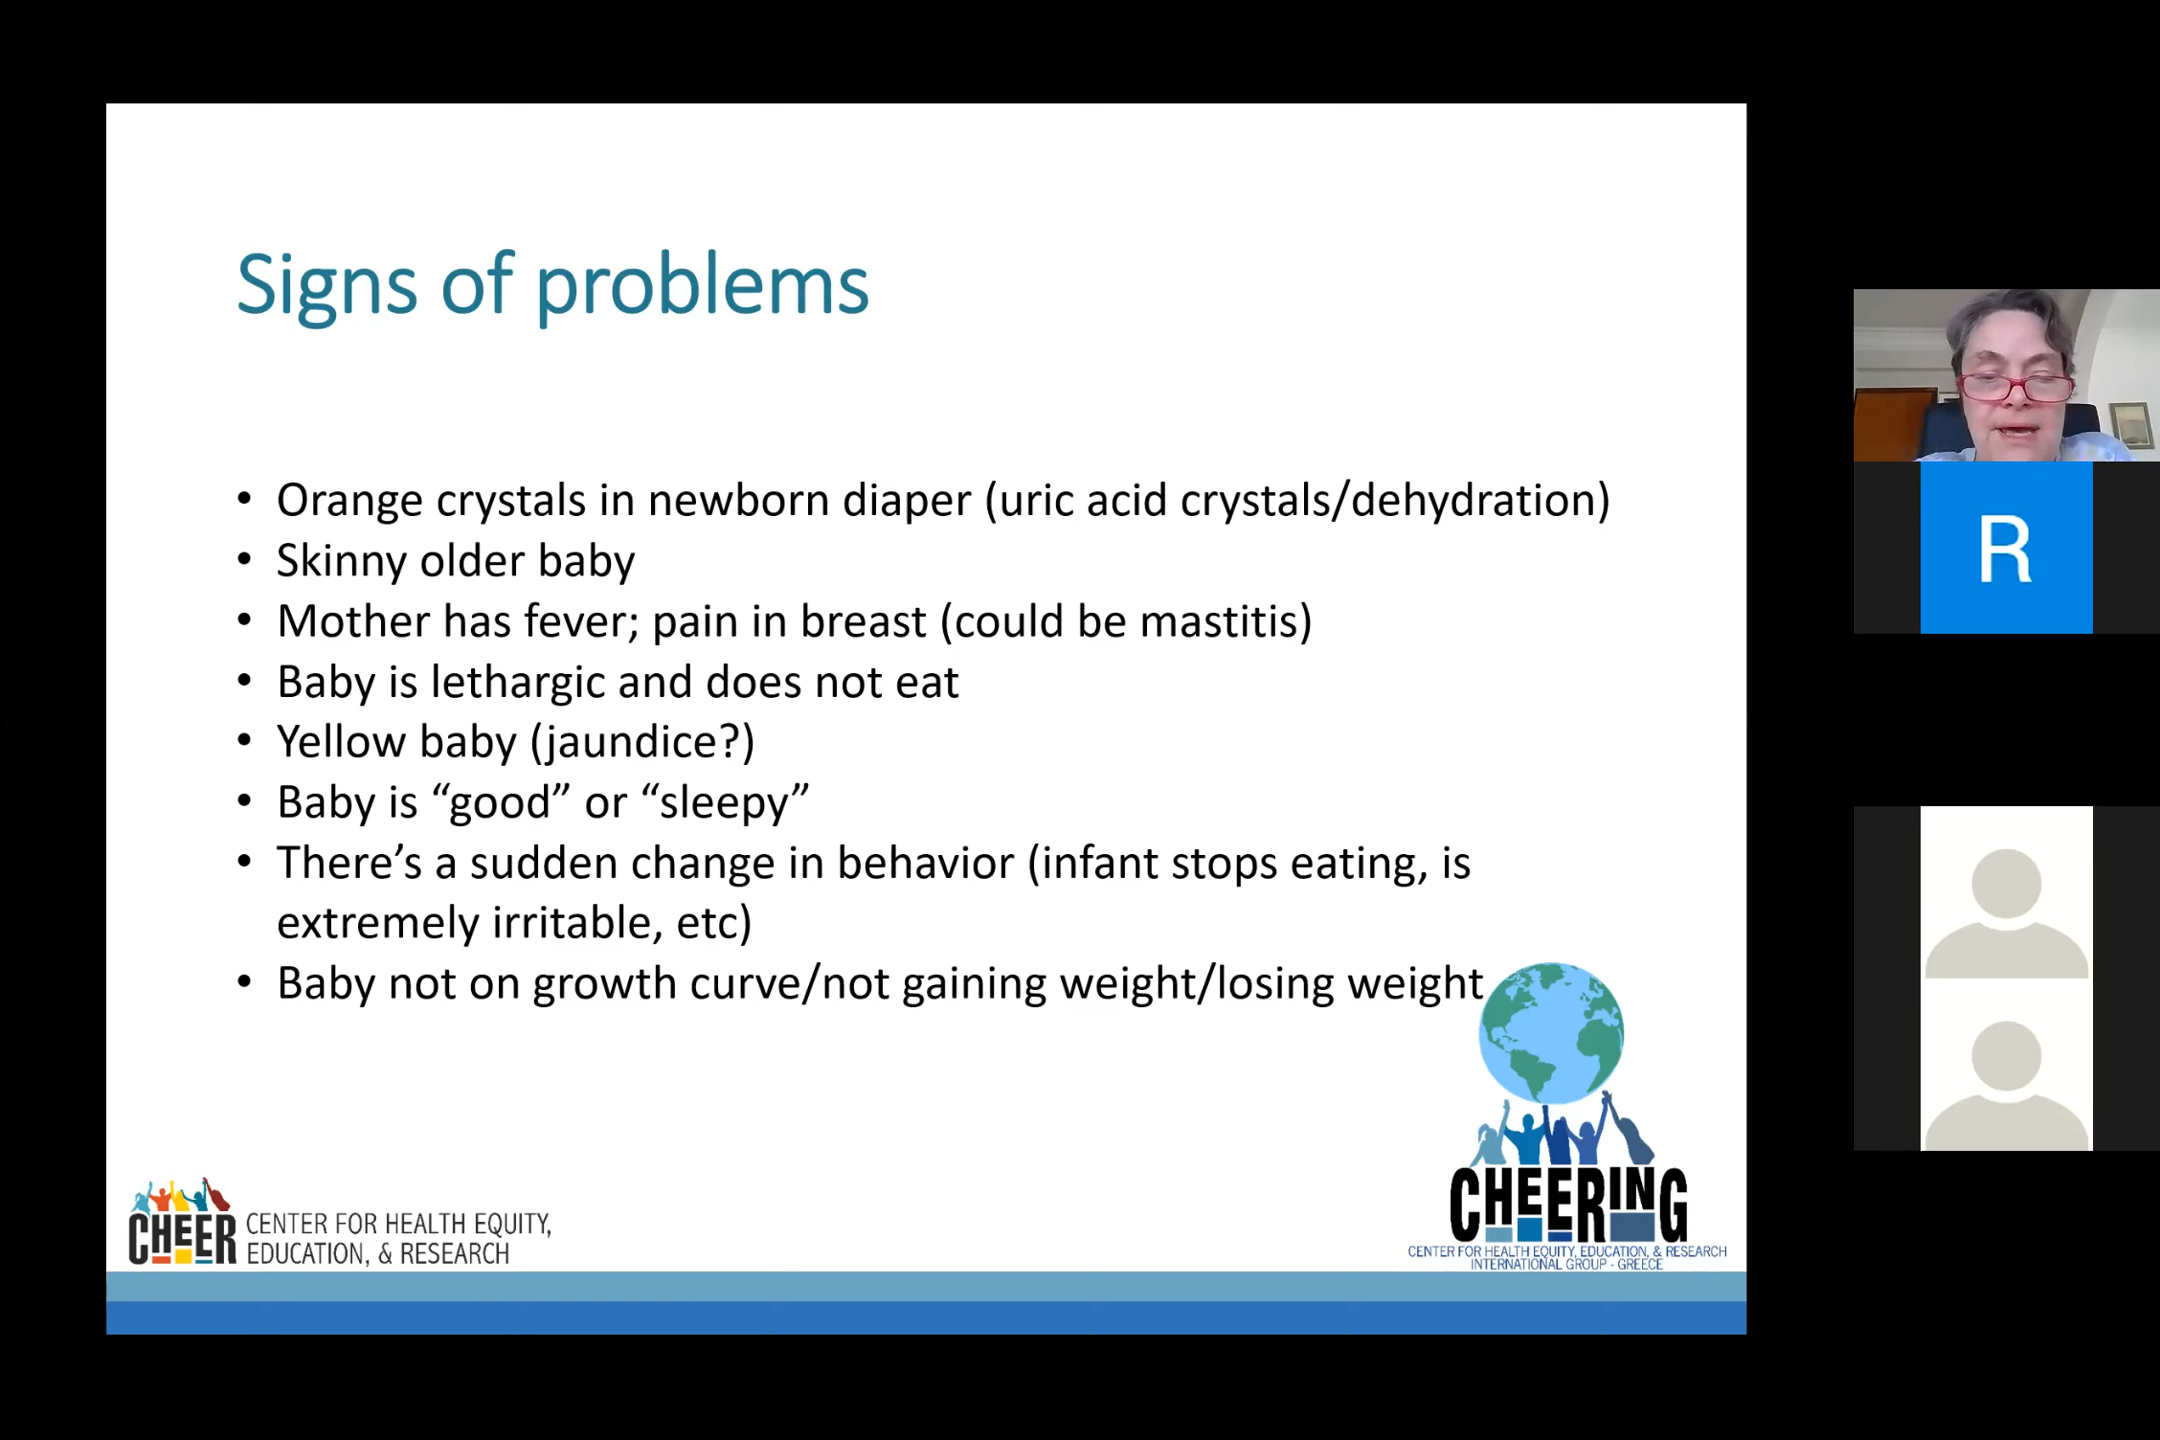 Signs of problems
• Orange crystals in newborn diaper (uric acid crystals/dehydration)
• Skinny older baby
• Mother has fever; pain in breast (could be mastitis)
• Baby is lethargic and does not eat
• Yellow baby (jaundice?)
• Baby is “good” or “sleepy”
• There’s a sudden change in behavior (infant stops eating, is
extremely irritable, etc)
• Baby not on growth curve/not gaining weight/losing weight
CHEER CENTER FOR HEALTH EQUITY,
EDUCATION, & RESEARCH
CHEERING
CENTER FOR HEALTH EQUITY, EDUCATION, & RESEARCH
INTERNATIONAL GROUP - GREECE
R